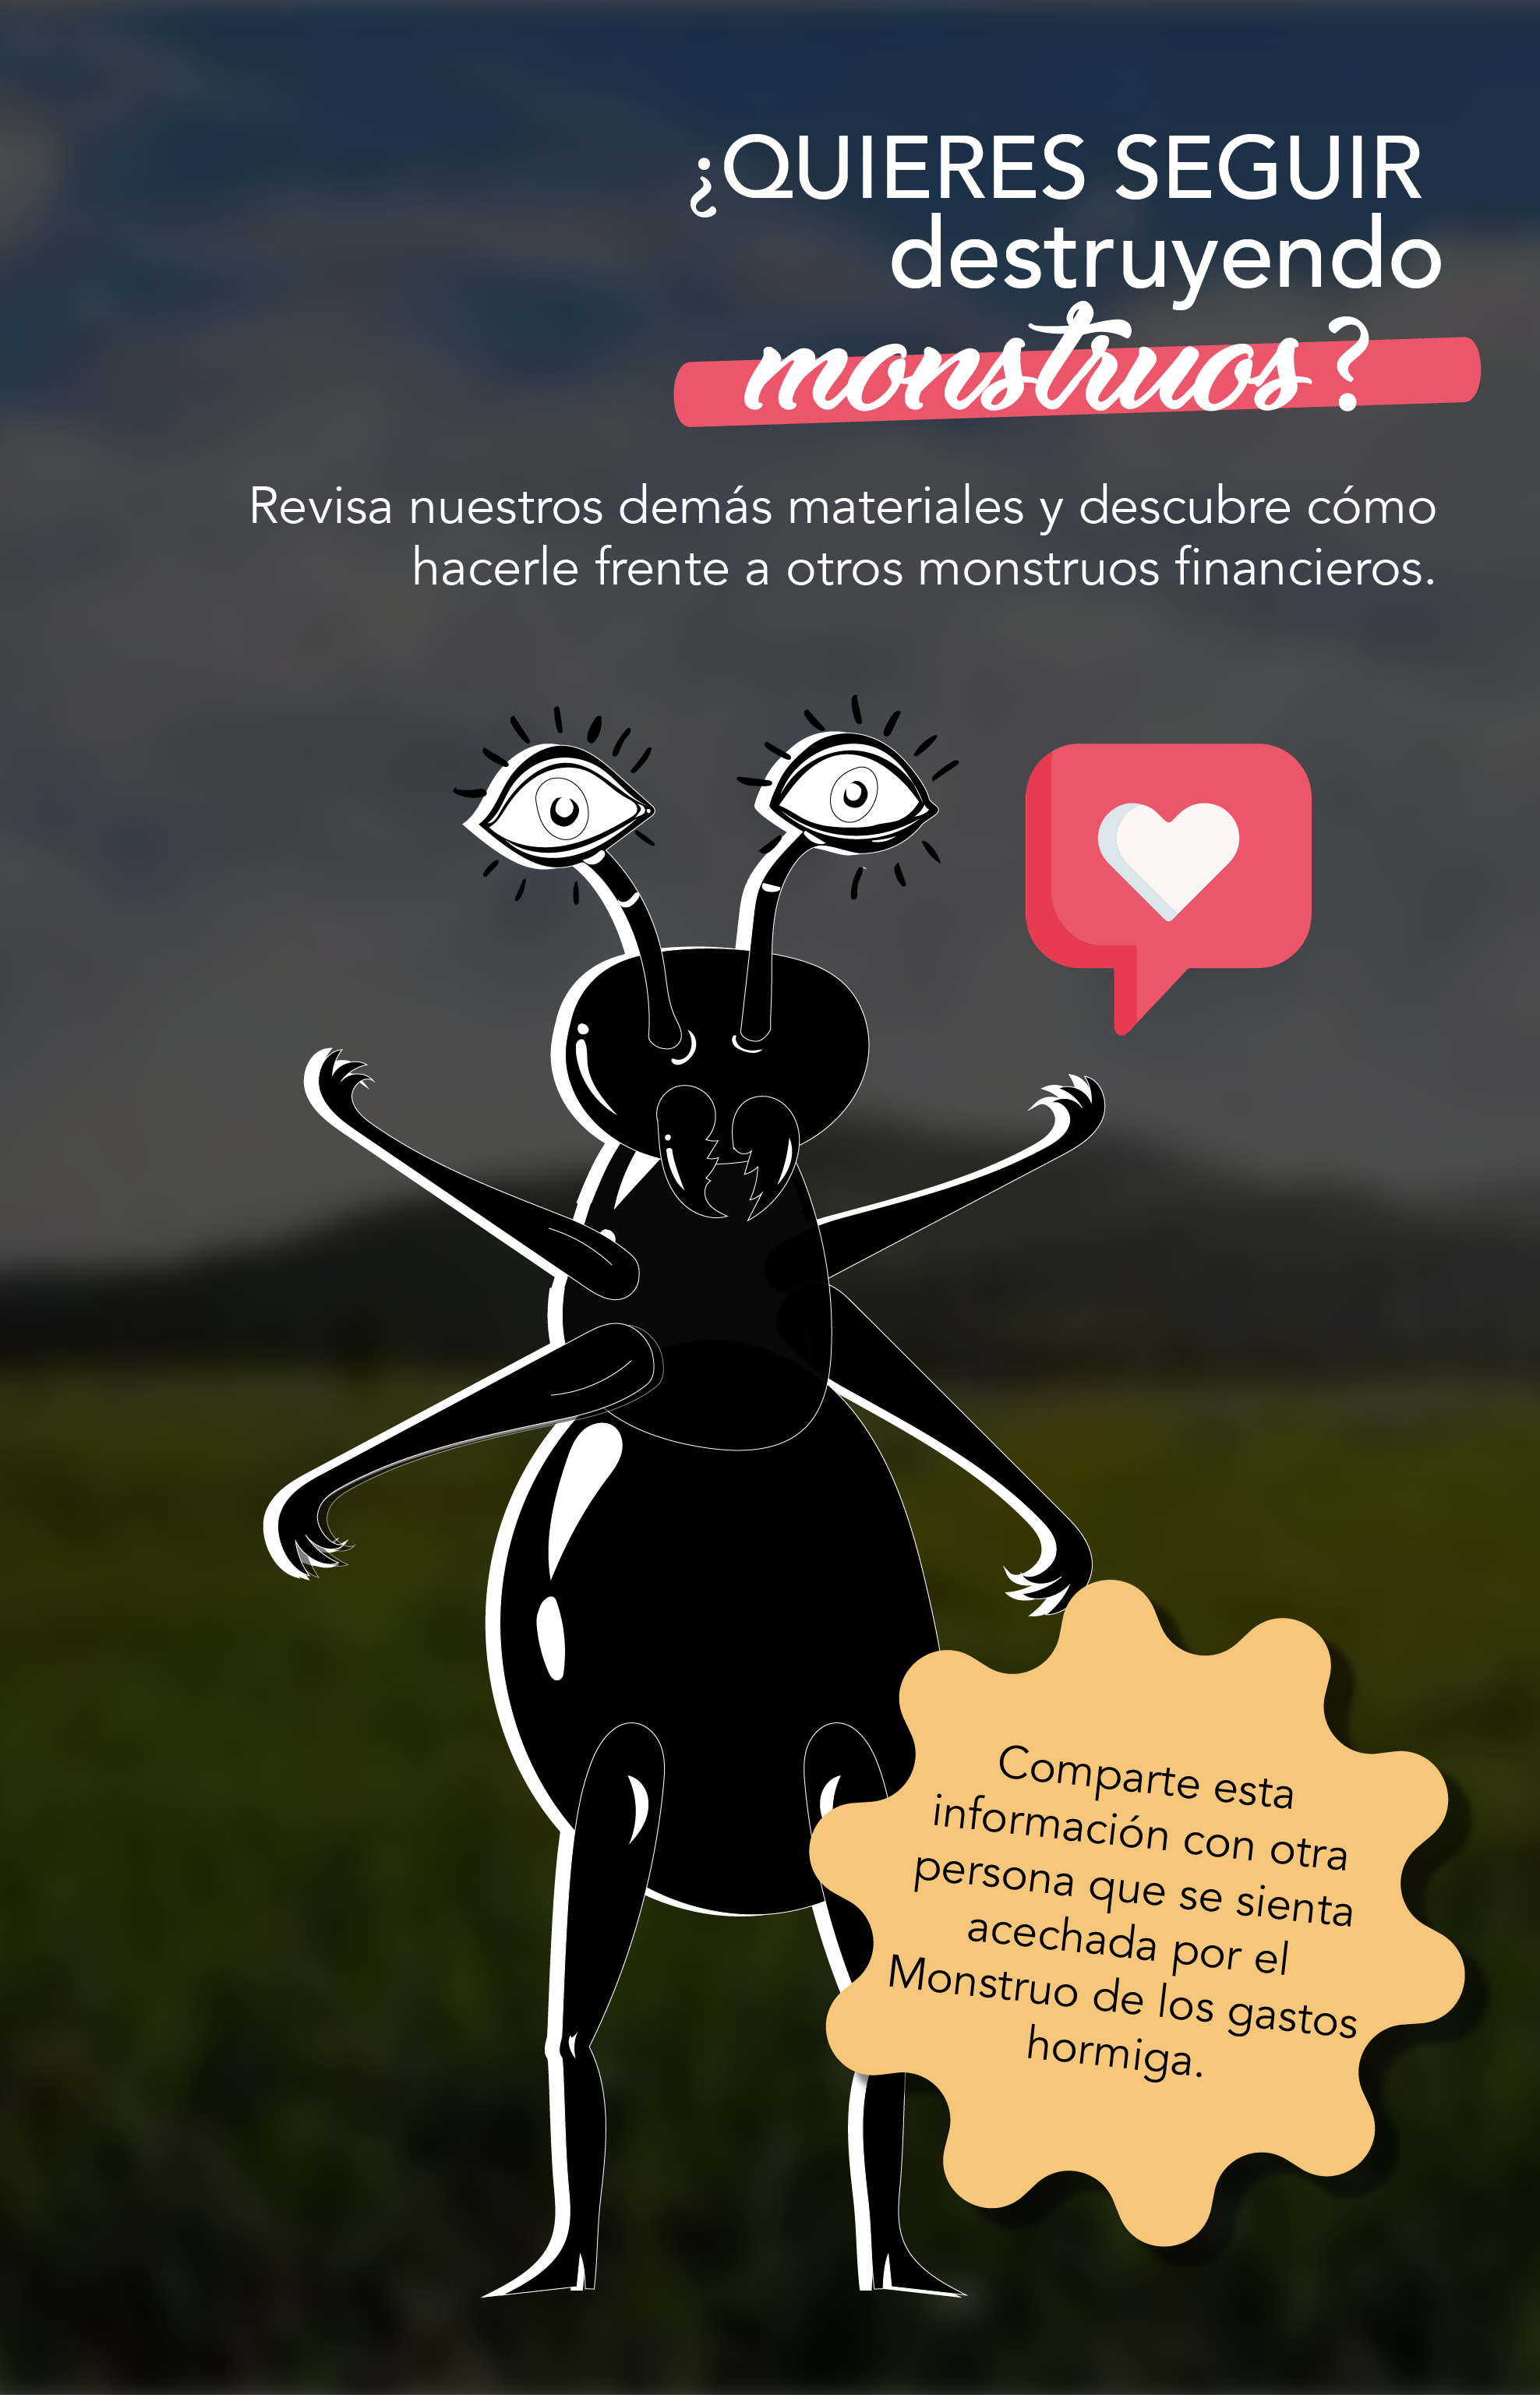 ¿QUIERES SEGUIR
destruyendo
monstruos?
Revisa nuestros demás materiales y descubre cómo
hacerle frente a otros monstruos financieros.
Comparte esta
información con otra
persona que se sienta
acechada por el
Monstruo de los gastos
hormiga.